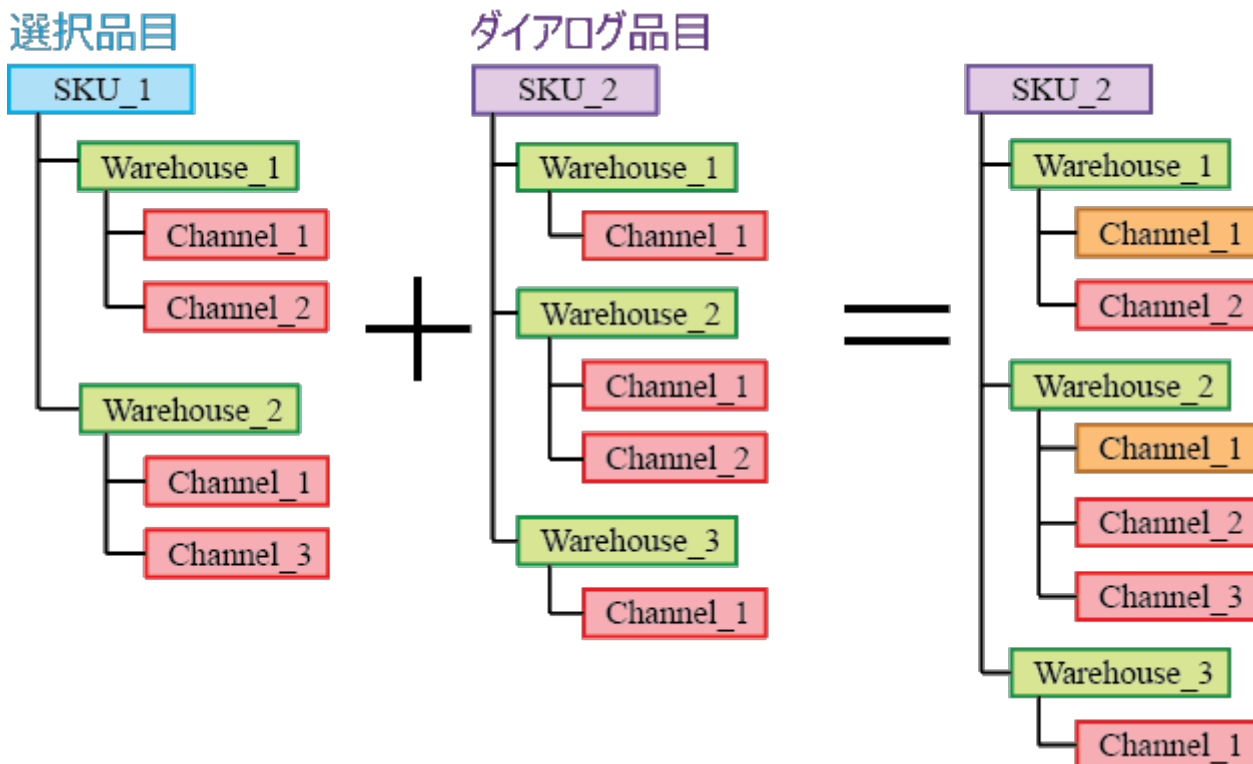 選択品目
SKU_1
Warehouse_1
Channel_1
Channel_2
Warehouse_2
Channel_1
Channel_3
ダイアログ品目
SKU_2
Warehouse_1
Channel_1
Warehouse_2
Channel_1
Channel_2
Warehouse_3
Channel_1
SKU_2
Warehouse_1
Channel_1
Channel_2
Warehouse_2
Channel_1
Channel_2
Channel_3
Warehouse_3
Channel_1